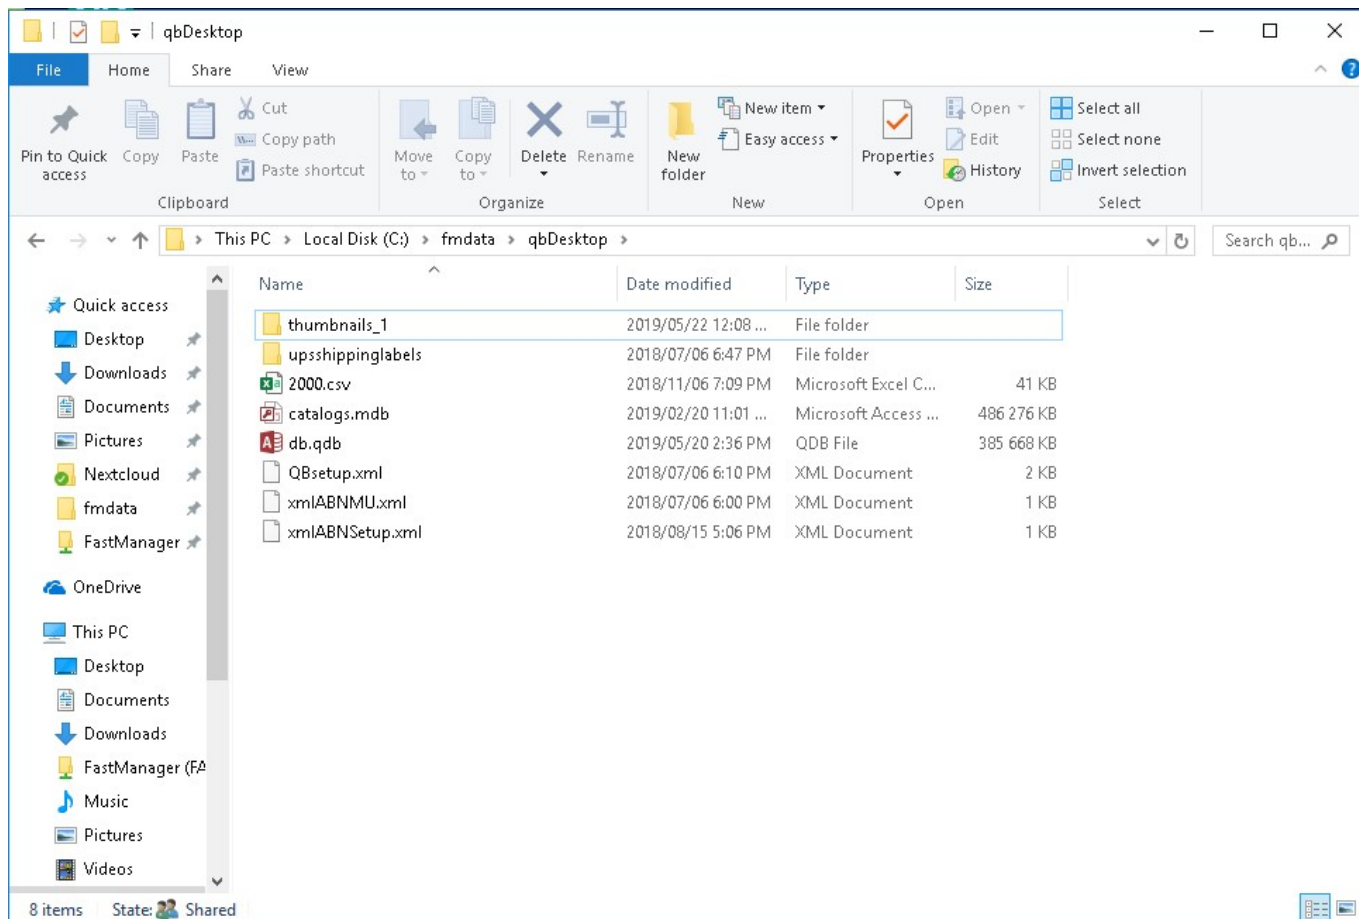 qbDesktop
File Home Share View
Pin to Quick access
Copy
Paste
Cut
Copy path
Paste shortcut
Clipboard
Move to
Copy to
Delete
Rename
Organize
New folder
New item
Easy access
New
Properties
Open
Edit
History
Open
Select all
Select none
Invert selection
Select
This PC > Local Disk (C:) > fmdata > qbDesktop >
Search qb...
Quick access
Desktop
Downloads
Documents
Pictures
Nextcloud
fmdata
FastManager
OneDrive
This PC
Desktop
Documents
Downloads
FastManager (FA
Music
Pictures
Videos
Name Date modified Type Size
thumbnails_1 2019/05/22 12:08 ... File folder
upsshippinglabels 2018/07/06 6:47 PM File folder
2000.csv 2018/11/06 7:09 PM Microsoft Excel C... 41 KB
catalogs.mdb 2019/02/20 11:01 ... Microsoft Access ... 486 276 KB
db.qdb 2019/05/20 2:36 PM QDB File 385 668 KB
QBsetup.xml 2018/07/06 6:10 PM XML Document 2 KB
xmlABNMU.xml 2018/07/06 6:00 PM XML Document 1 KB
xmlABNSetup.xml 2018/08/15 5:06 PM XML Document 1 KB
8 items State: Shared